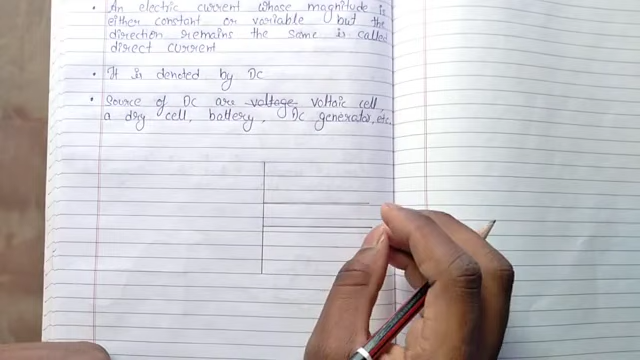 An electric current whose magnitude is
either constant or variable but the
direction remains the same is called
direct current
It is denoted by Dc
Source of Dc are voltage voltaic cell,
a dry cell, battery, Dc generator, etc.